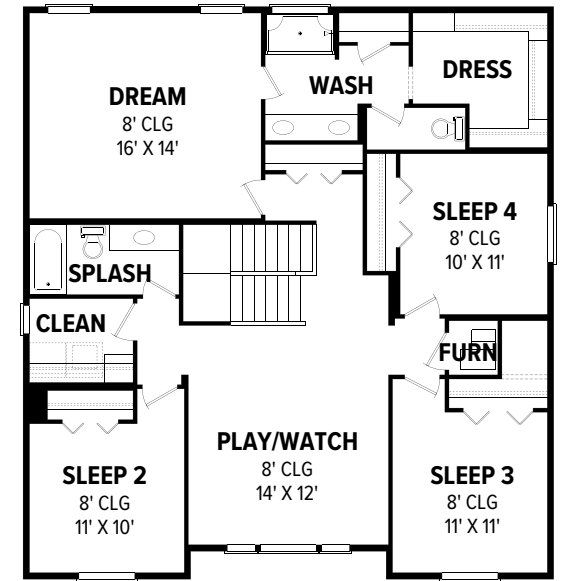 DREAM
8' CLG
16' X 14'
WASH
DRESS
SLEEP 4
8' CLG
10' X 11'
SPLASH
CLEAN
FURN
PLAY/WATCH
8' CLG
14' X 12'
SLEEP 2
8' CLG
11' X 10'
SLEEP 3
8' CLG
11' X 11'